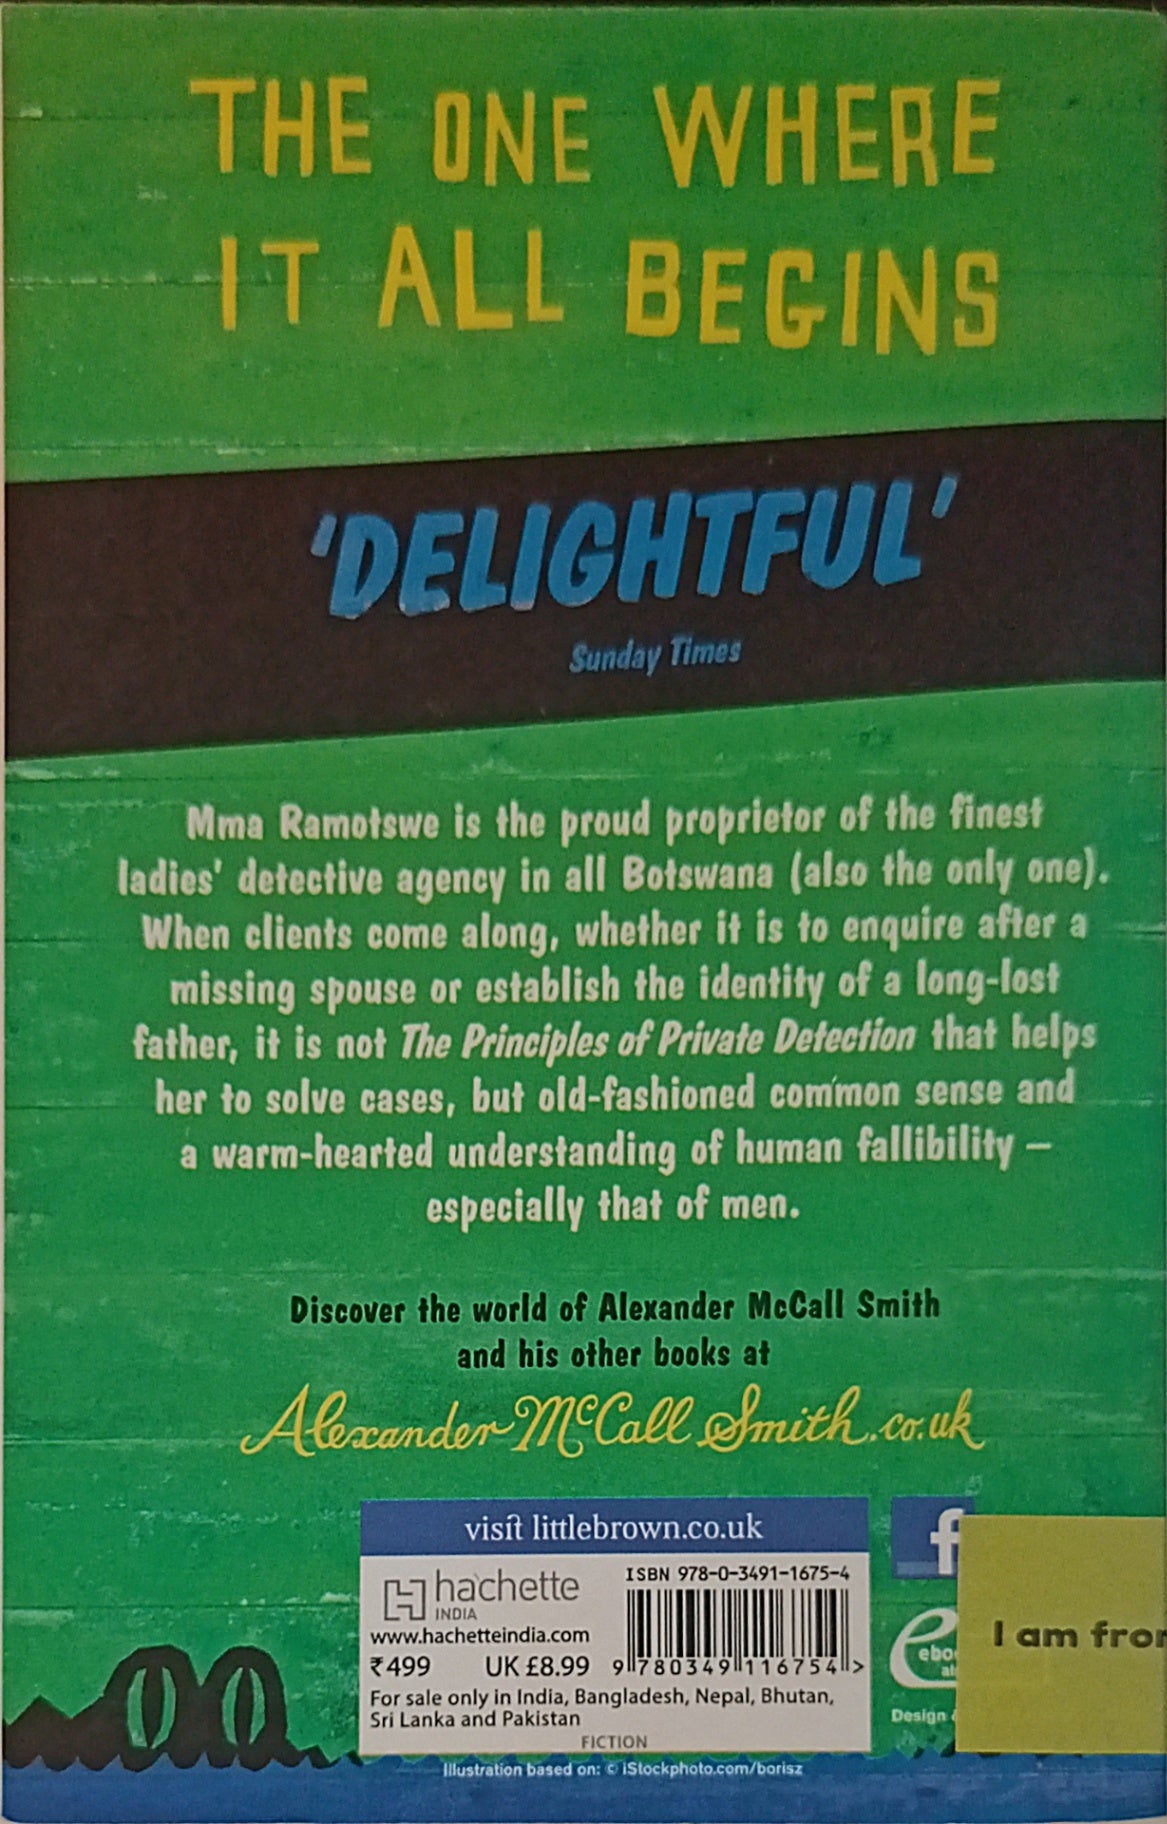 THE ONE WHERE
IT ALL BEGINS
'DELIGHTFUL'
Sunday Times
Mma Ramotswe is the proud proprietor of the finest
ladies' detective agency in all Botswana (also the only one).
When clients come along, whether it is to enquire after a
missing spouse or establish the identity of a long-lost
father, it is not The Principles of Private Detection that helps
her to solve cases, but old-fashioned common sense and
a warm-hearted understanding of human fallibility –
especially that of men.
Discover the world of Alexander McCall Smith
and his other books at
Alexander McCall Smith.co.uk
visit littlebrown.co.uk
f
hachette
INDIA
www.hachetteindia.com
₹499 UK £8.99
ISBN 978-0-3491-1675-4
9 780349 116754 >
For sale only in India, Bangladesh, Nepal, Bhutan,
Sri Lanka and Pakistan
FICTION
Design
I am
Illustration based on: © iStockphoto.com/borisz